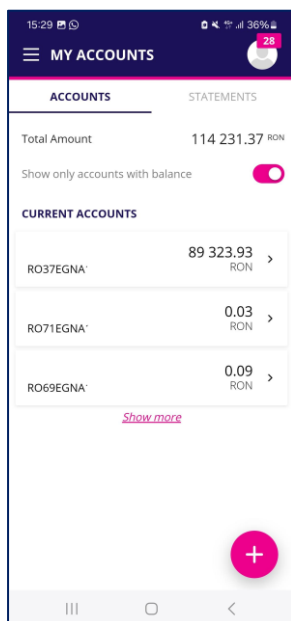 15:29 36%
28
MY ACCOUNTS
ACCOUNTS STATEMENTS
Total Amount 114 231.37 RON
Show only accounts with balance
CURRENT ACCOUNTS
89 323.93
RON
RO37EGNA
0.03
RON
RO71EGNA
0.09
RON
RO69EGNA
Show more